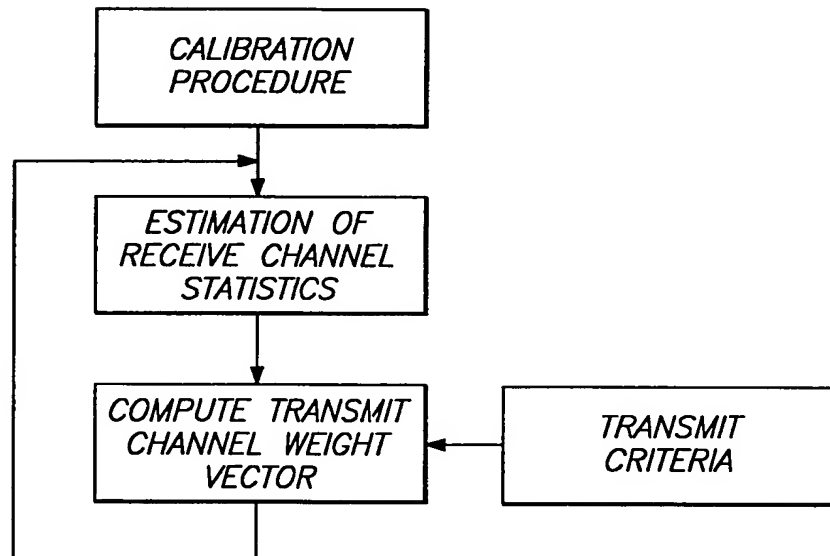 CALIBRATION
PROCEDURE
ESTIMATION OF
RECEIVE CHANNEL
STATISTICS
COMPUTE TRANSMIT
CHANNEL WEIGHT
VECTOR
TRANSMIT
CRITERIA